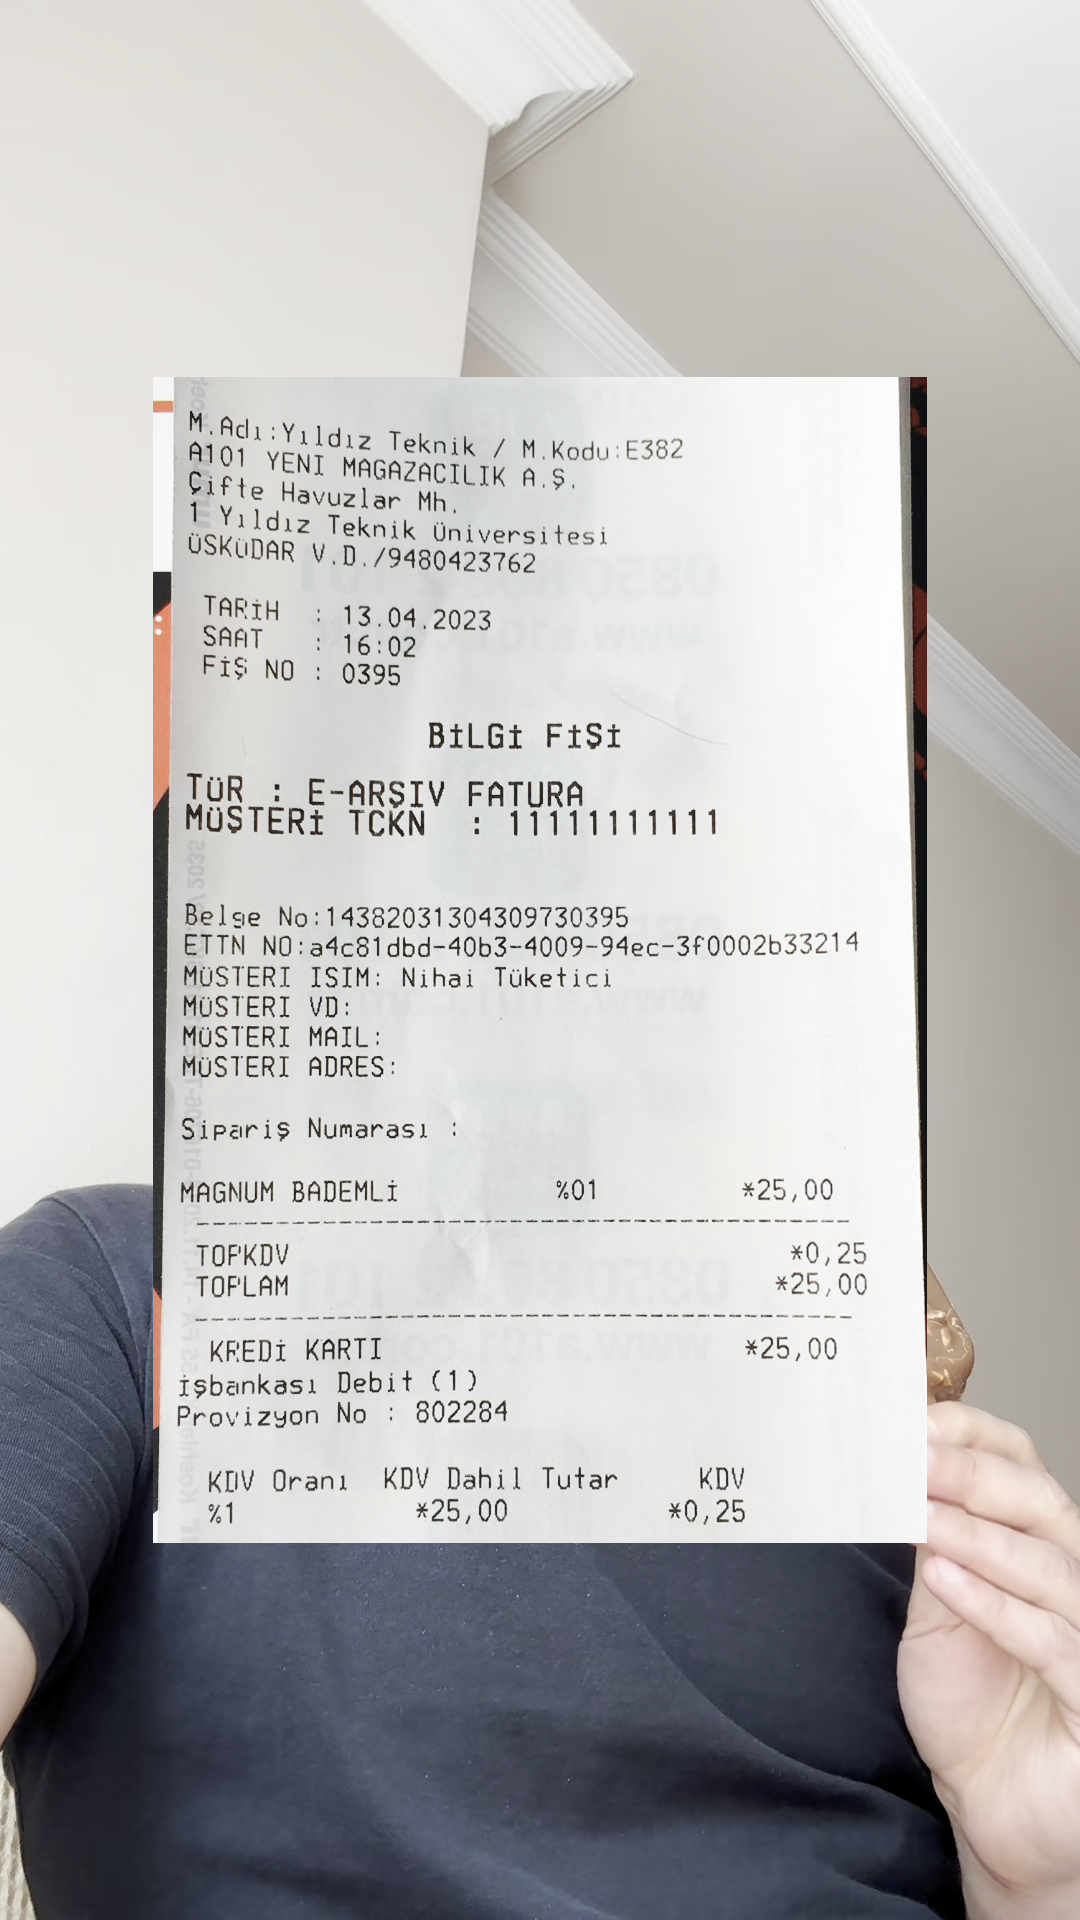 M.Adı:Yıldız Teknik / M.Kodu:E382
A101 YENI MAGAZACILIK A.Ş.
Çifte Havuzlar Mh.
1 Yıldız Teknik Üniversitesi
ÜSKÜDAR V.D./9480423762
TARİH : 13.04.2023
SAAT : 16:02
FİŞ NO : 0395
BİLGİ FİŞİ
TÜR : E-ARŞIV FATURA
MÜŞTERİ TCKN : 11111111111
Belge No:14382031304309730395
ETTN NO:a4c81dbd-40b3-4009-94ec-3f0002b33214
MÜSTERI ISIM: Nihai Tüketici
MÜSTERI VD:
MÜSTERI MAIL:
MÜSTERI ADRES:
Sipariş Numarası :
MAGNUM BADEMLİ %01 *25,00
TOPKDV *0,25
TOPLAM *25,00
KREDİ KARTI *25,00
İşbankası Debit (1)
Provizyon No : 802284
KDV Oranı KDV Dahil Tutar KDV
%1 *25,00 *0,25